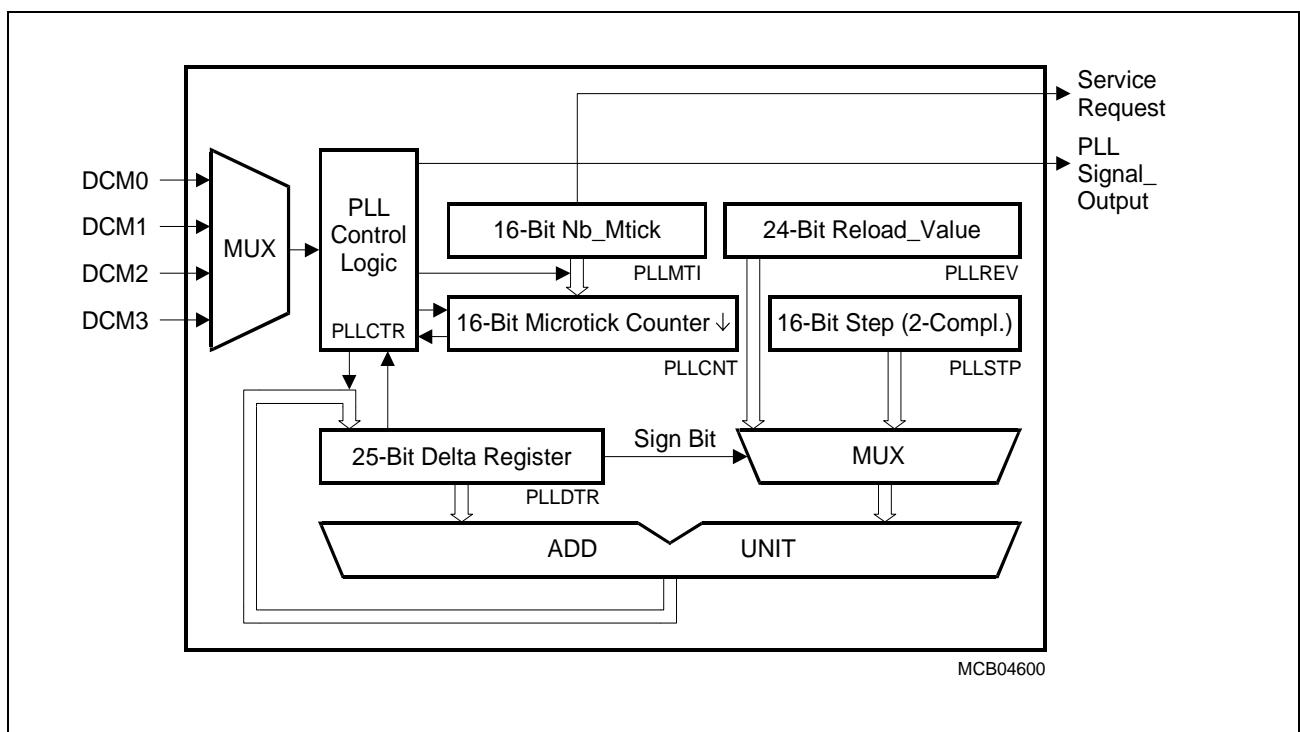 Service
Request
PLL
Signal_
Output
DCM0
DCM1
DCM2
DCM3
MUX
PLL
Control
Logic
PLLCTR
16-Bit Nb_Mtick
PLLMTI
24-Bit Reload_Value
PLLREV
16-Bit Microtick Counter ↓
PLLCNT
16-Bit Step (2-Compl.)
PLLSTP
25-Bit Delta Register
PLLDTR
Sign Bit
MUX
ADD UNIT
MCB04600